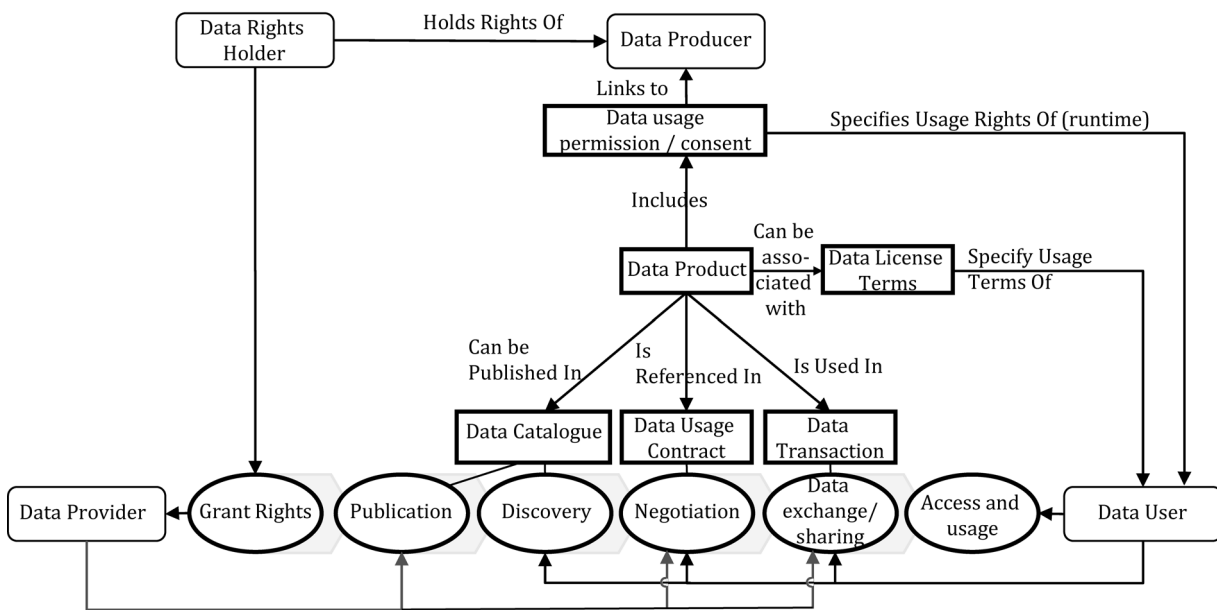 Data Rights
Holder
Holds Rights Of
Data Producer
Links to
Data usage
permission / consent
Specifies Usage Rights Of (runtime)
Includes
Data Product
Can be
asso-
ciated
with
Data License
Terms
Specify Usage
Terms Of
Can be
Published In
Is
Referenced In
Is Used In
Data Catalogue
Data Usage
Contract
Data
Transaction
Data Provider
Grant Rights
Publication
Discovery
Negotiation
Data
exchange/
sharing
Access and
usage
Data User